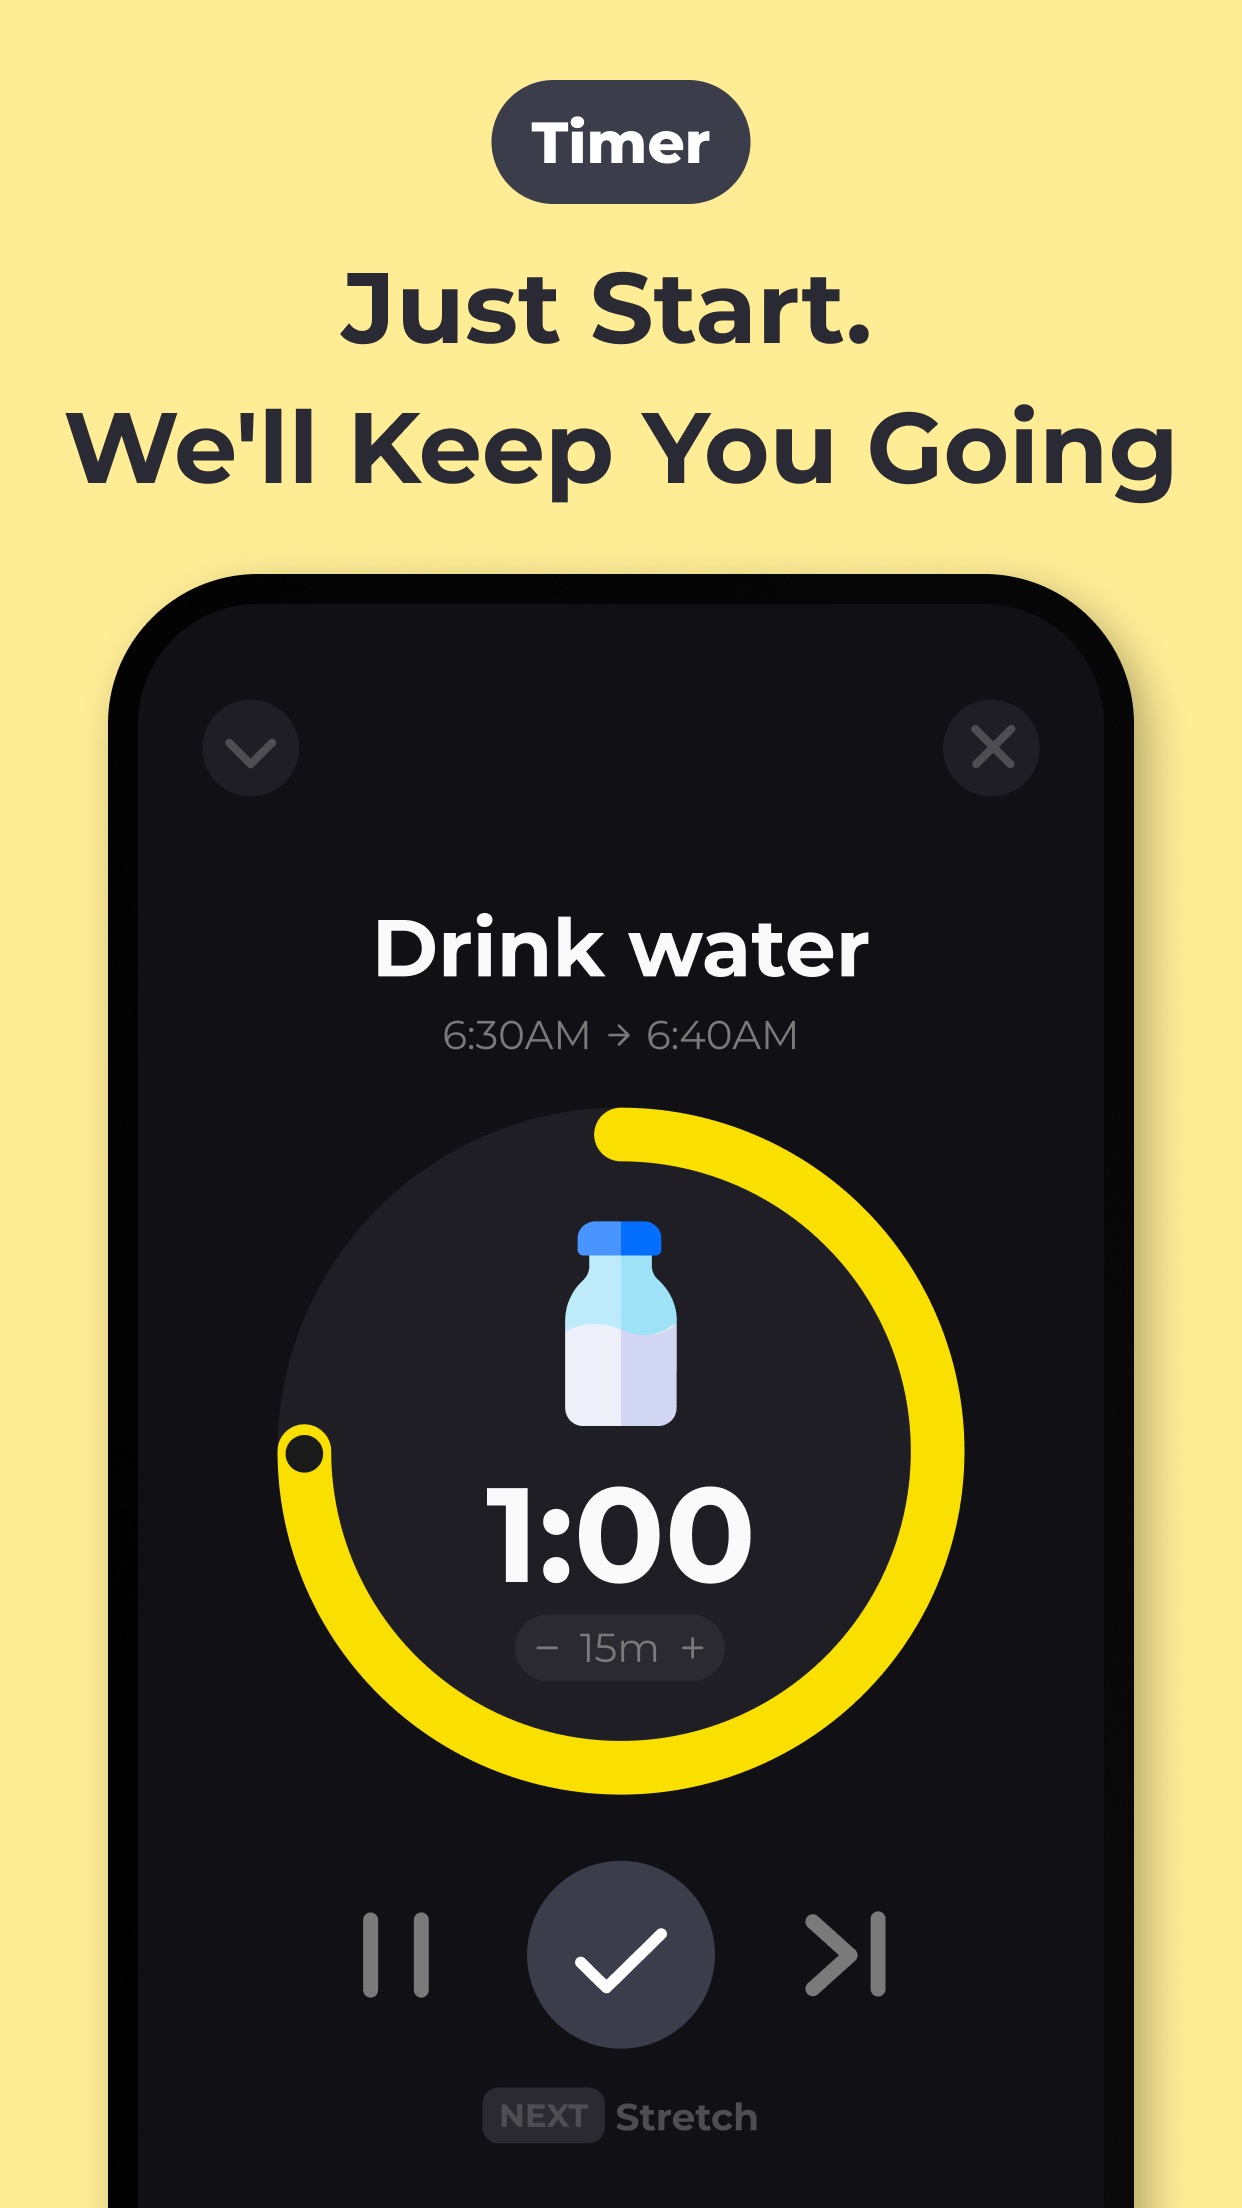 Timer
Just Start.
We'll Keep You Going
Drink water
6:30AM → 6:40AM
1:00
− 15m +
NEXT Stretch